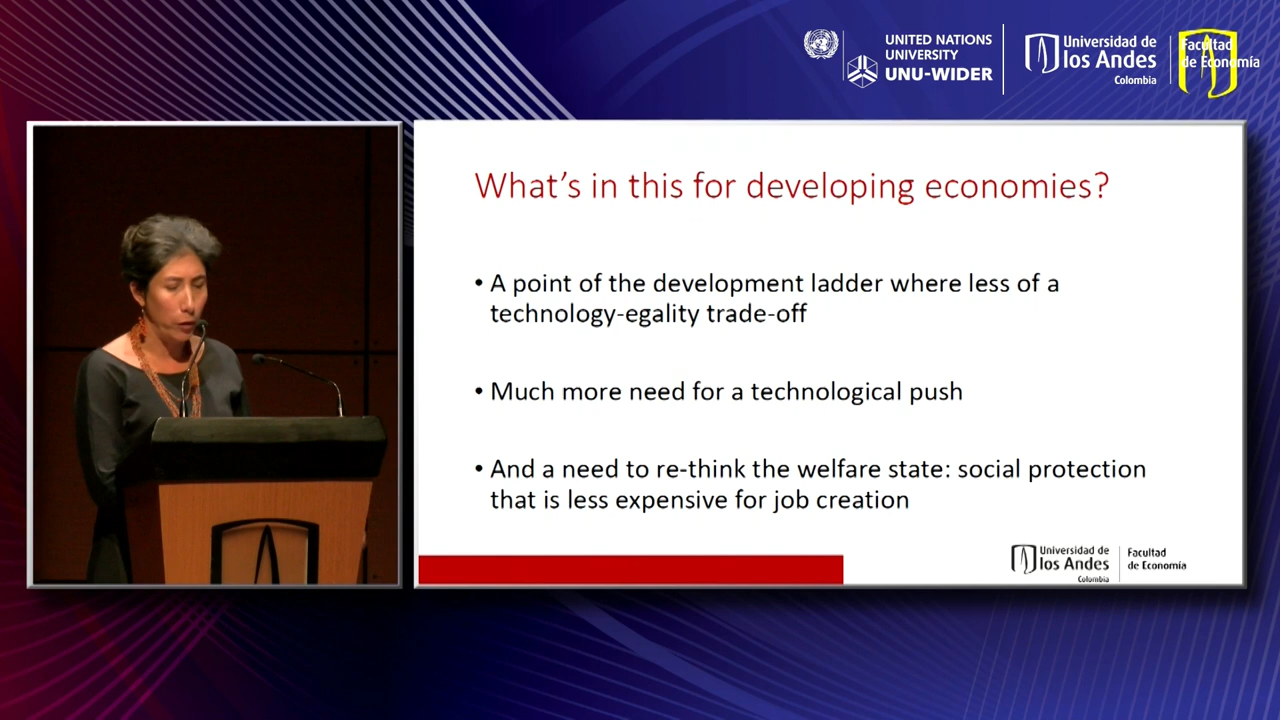 UNITED NATIONS
UNIVERSITY
UNU-WIDER
Universidad de
los Andes
Colombia
Facultad
de Economía
What's in this for developing economies?
• A point of the development ladder where less of a
technology-egality trade-off
• Much more need for a technological push
• And a need to re-think the welfare state: social protection
that is less expensive for job creation
Universidad de
los Andes
Colombia
Facultad
de Economía